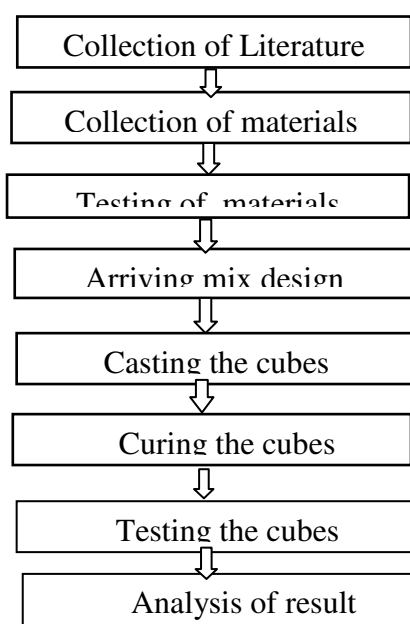 Collection of Literature
Collection of materials
Testing of materials
Arriving mix design
Casting the cubes
Curing the cubes
Testing the cubes
Analysis of result